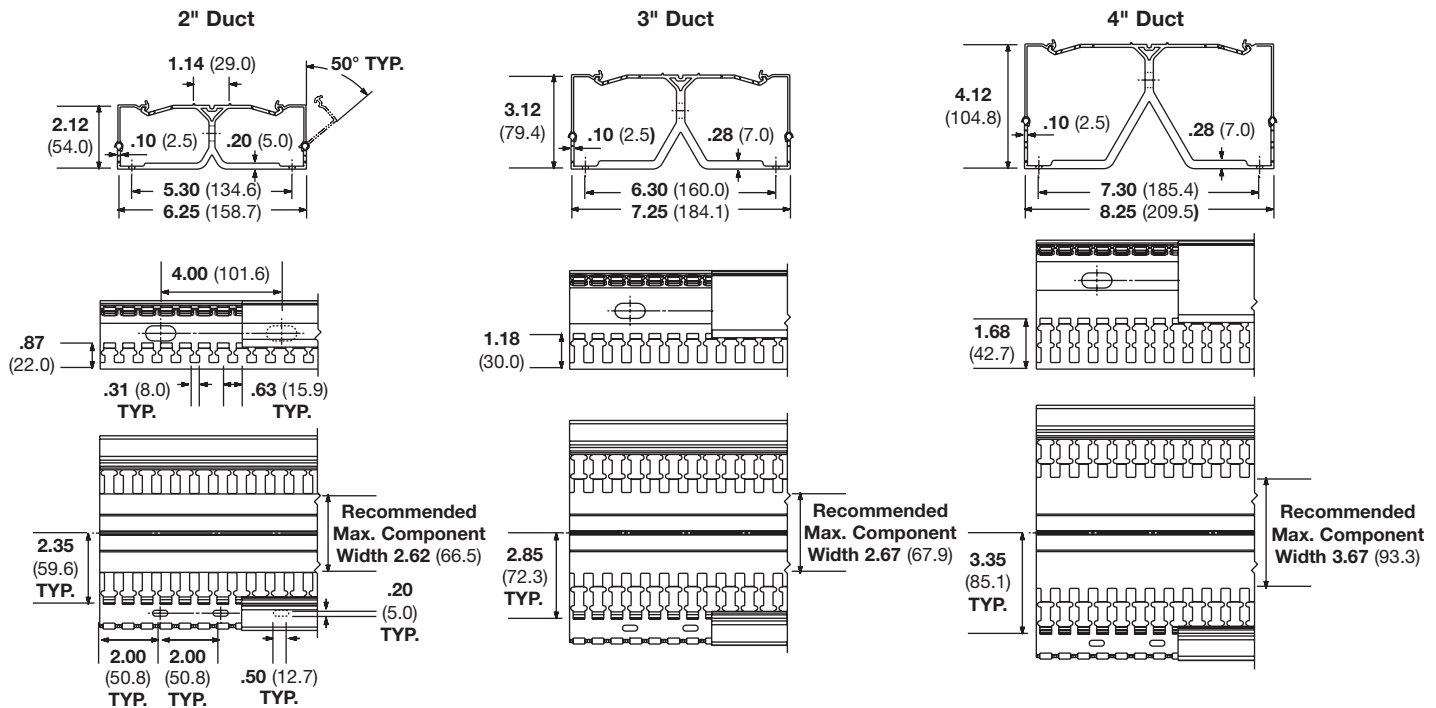 2" Duct
1.14 (29.0)
50° TYP.
2.12
(54.0)
.10 (2.5)
.20 (5.0)
5.30 (134.6)
6.25 (158.7)
4.00 (101.6)
.87
(22.0)
.31 (8.0)
TYP.
.63 (15.9)
TYP.
2.35
(59.6)
TYP.
Recommended
Max. Component
Width 2.62 (66.5)
.20
(5.0)
TYP.
2.00
(50.8)
TYP.
2.00
(50.8)
TYP.
.50 (12.7)
TYP.
3" Duct
3.12
(79.4)
.10 (2.5)
.28 (7.0)
6.30 (160.0)
7.25 (184.1)
1.18
(30.0)
2.85
(72.3)
TYP.
Recommended
Max. Component
Width 2.67 (67.9)
4" Duct
4.12
(104.8)
.10 (2.5)
.28 (7.0)
7.30 (185.4)
8.25 (209.5)
1.68
(42.7)
3.35
(85.1)
TYP.
Recommended
Max. Component
Width 3.67 (93.3)